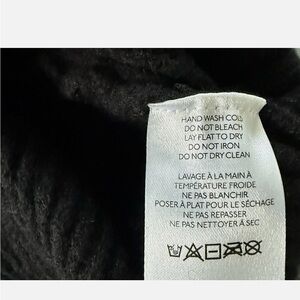 HAND WASH COLD
DO NOT BLEACH
LAY FLAT TO DRY
DO NOT IRON
DO NOT DRY CLEAN
LAVAGE À LA MAIN À
TEMPÉRATURE FROIDE
NE PAS BLANCHIR
POSER À PLAT POUR LE SÉCHAGE
NE PAS REPASSER
NE PAS NETTOYER À SEC